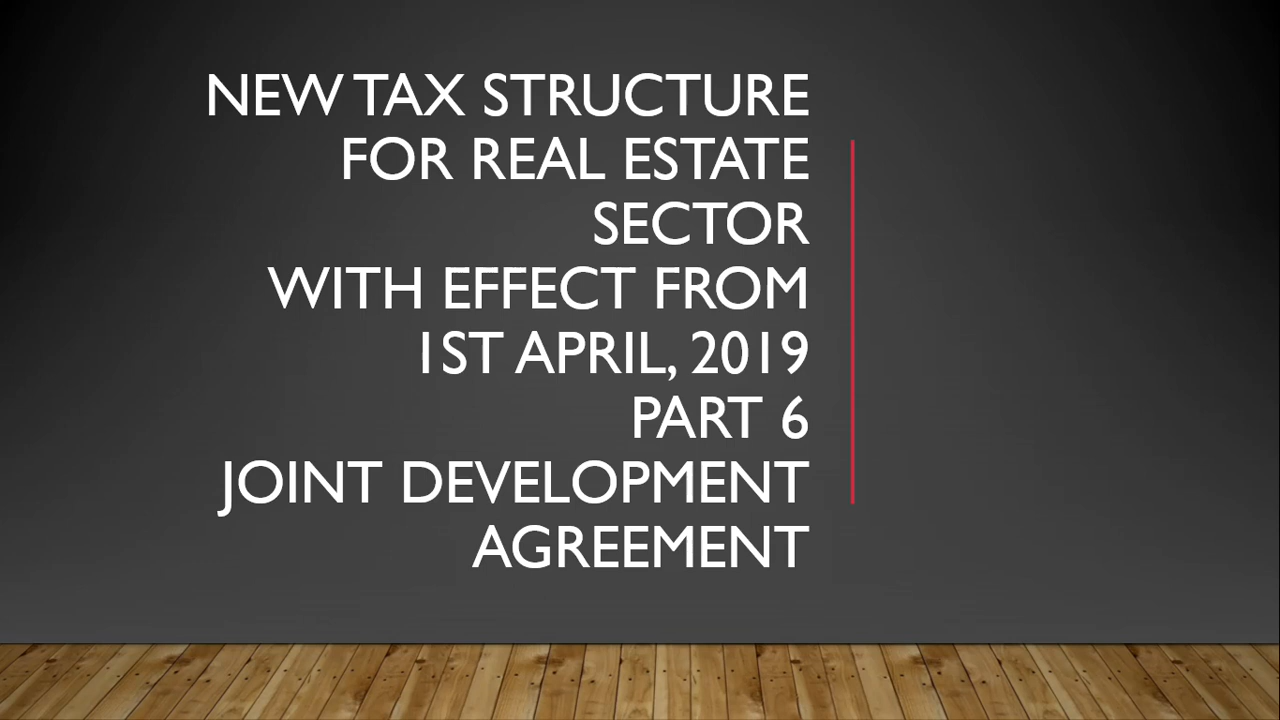 NEW TAX STRUCTURE
FOR REAL ESTATE
SECTOR
WITH EFFECT FROM
1ST APRIL, 2019
PART 6
JOINT DEVELOPMENT
AGREEMENT